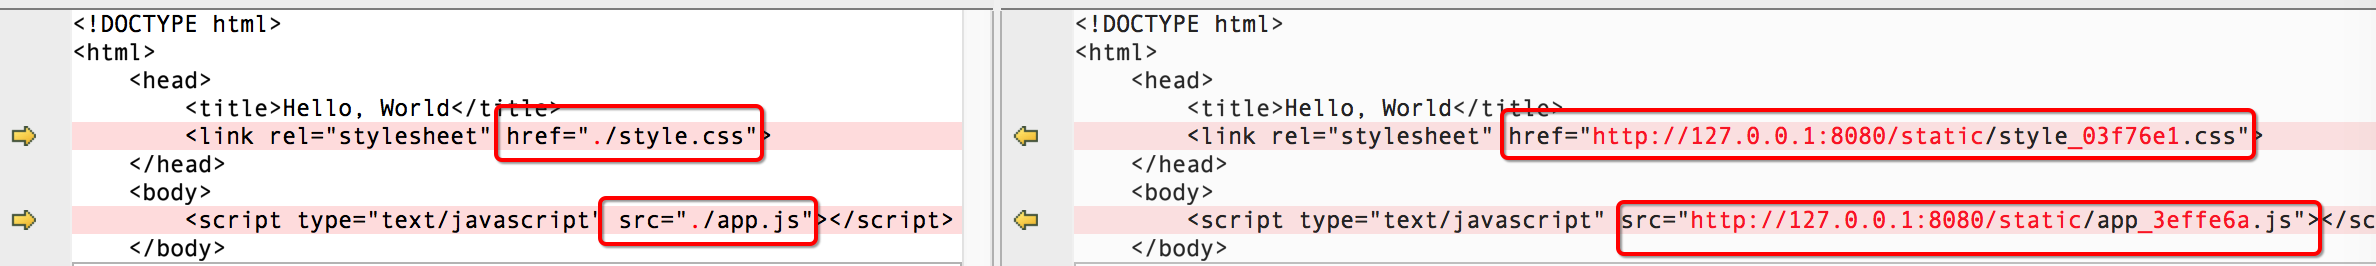 <!DOCTYPE html>
<html>
    <head>
        <title>Hello, World</title>
        <link rel="stylesheet" href="./style.css">
    </head>
    <body>
        <script type="text/javascript" src="./app.js"></script>
    </body>
<!DOCTYPE html>
<html>
    <head>
        <title>Hello, World</title>
        <link rel="stylesheet" href="http://127.0.0.1:8080/static/style_03f76e1.css">
    </head>
    <body>
        <script type="text/javascript" src="http://127.0.0.1:8080/static/app_3effe6a.js"></sc
    </body>